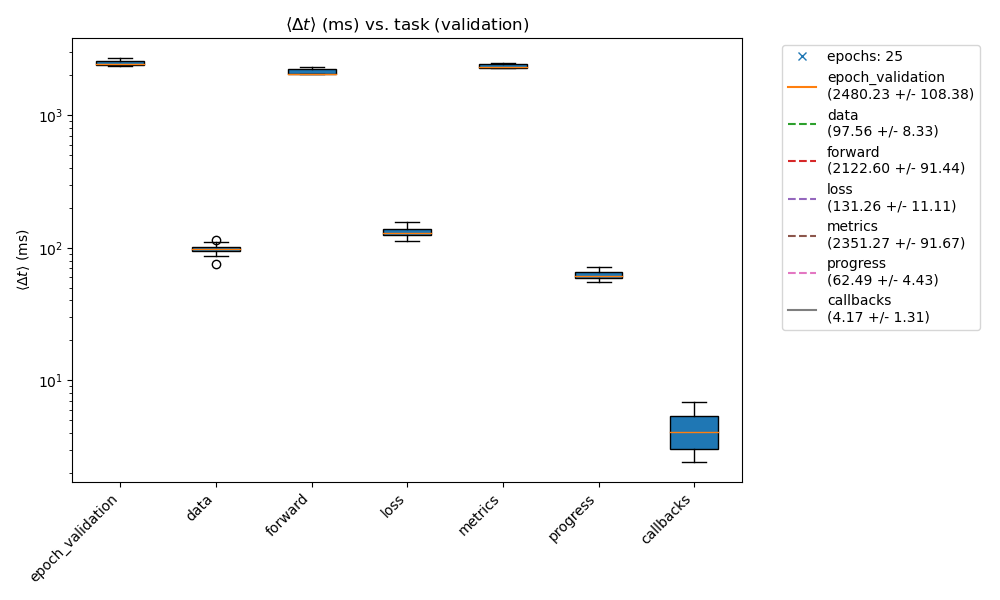 ⟨Δt⟩ (ms) vs. task (validation)
⟨Δt⟩ (ms)
10³
10²
10¹
epoch_validation
data
forward
loss
metrics
progress
callbacks
epochs: 25
epoch_validation
(2480.23 +/- 108.38)
data
(97.56 +/- 8.33)
forward
(2122.60 +/- 91.44)
loss
(131.26 +/- 11.11)
metrics
(2351.27 +/- 91.67)
progress
(62.49 +/- 4.43)
callbacks
(4.17 +/- 1.31)